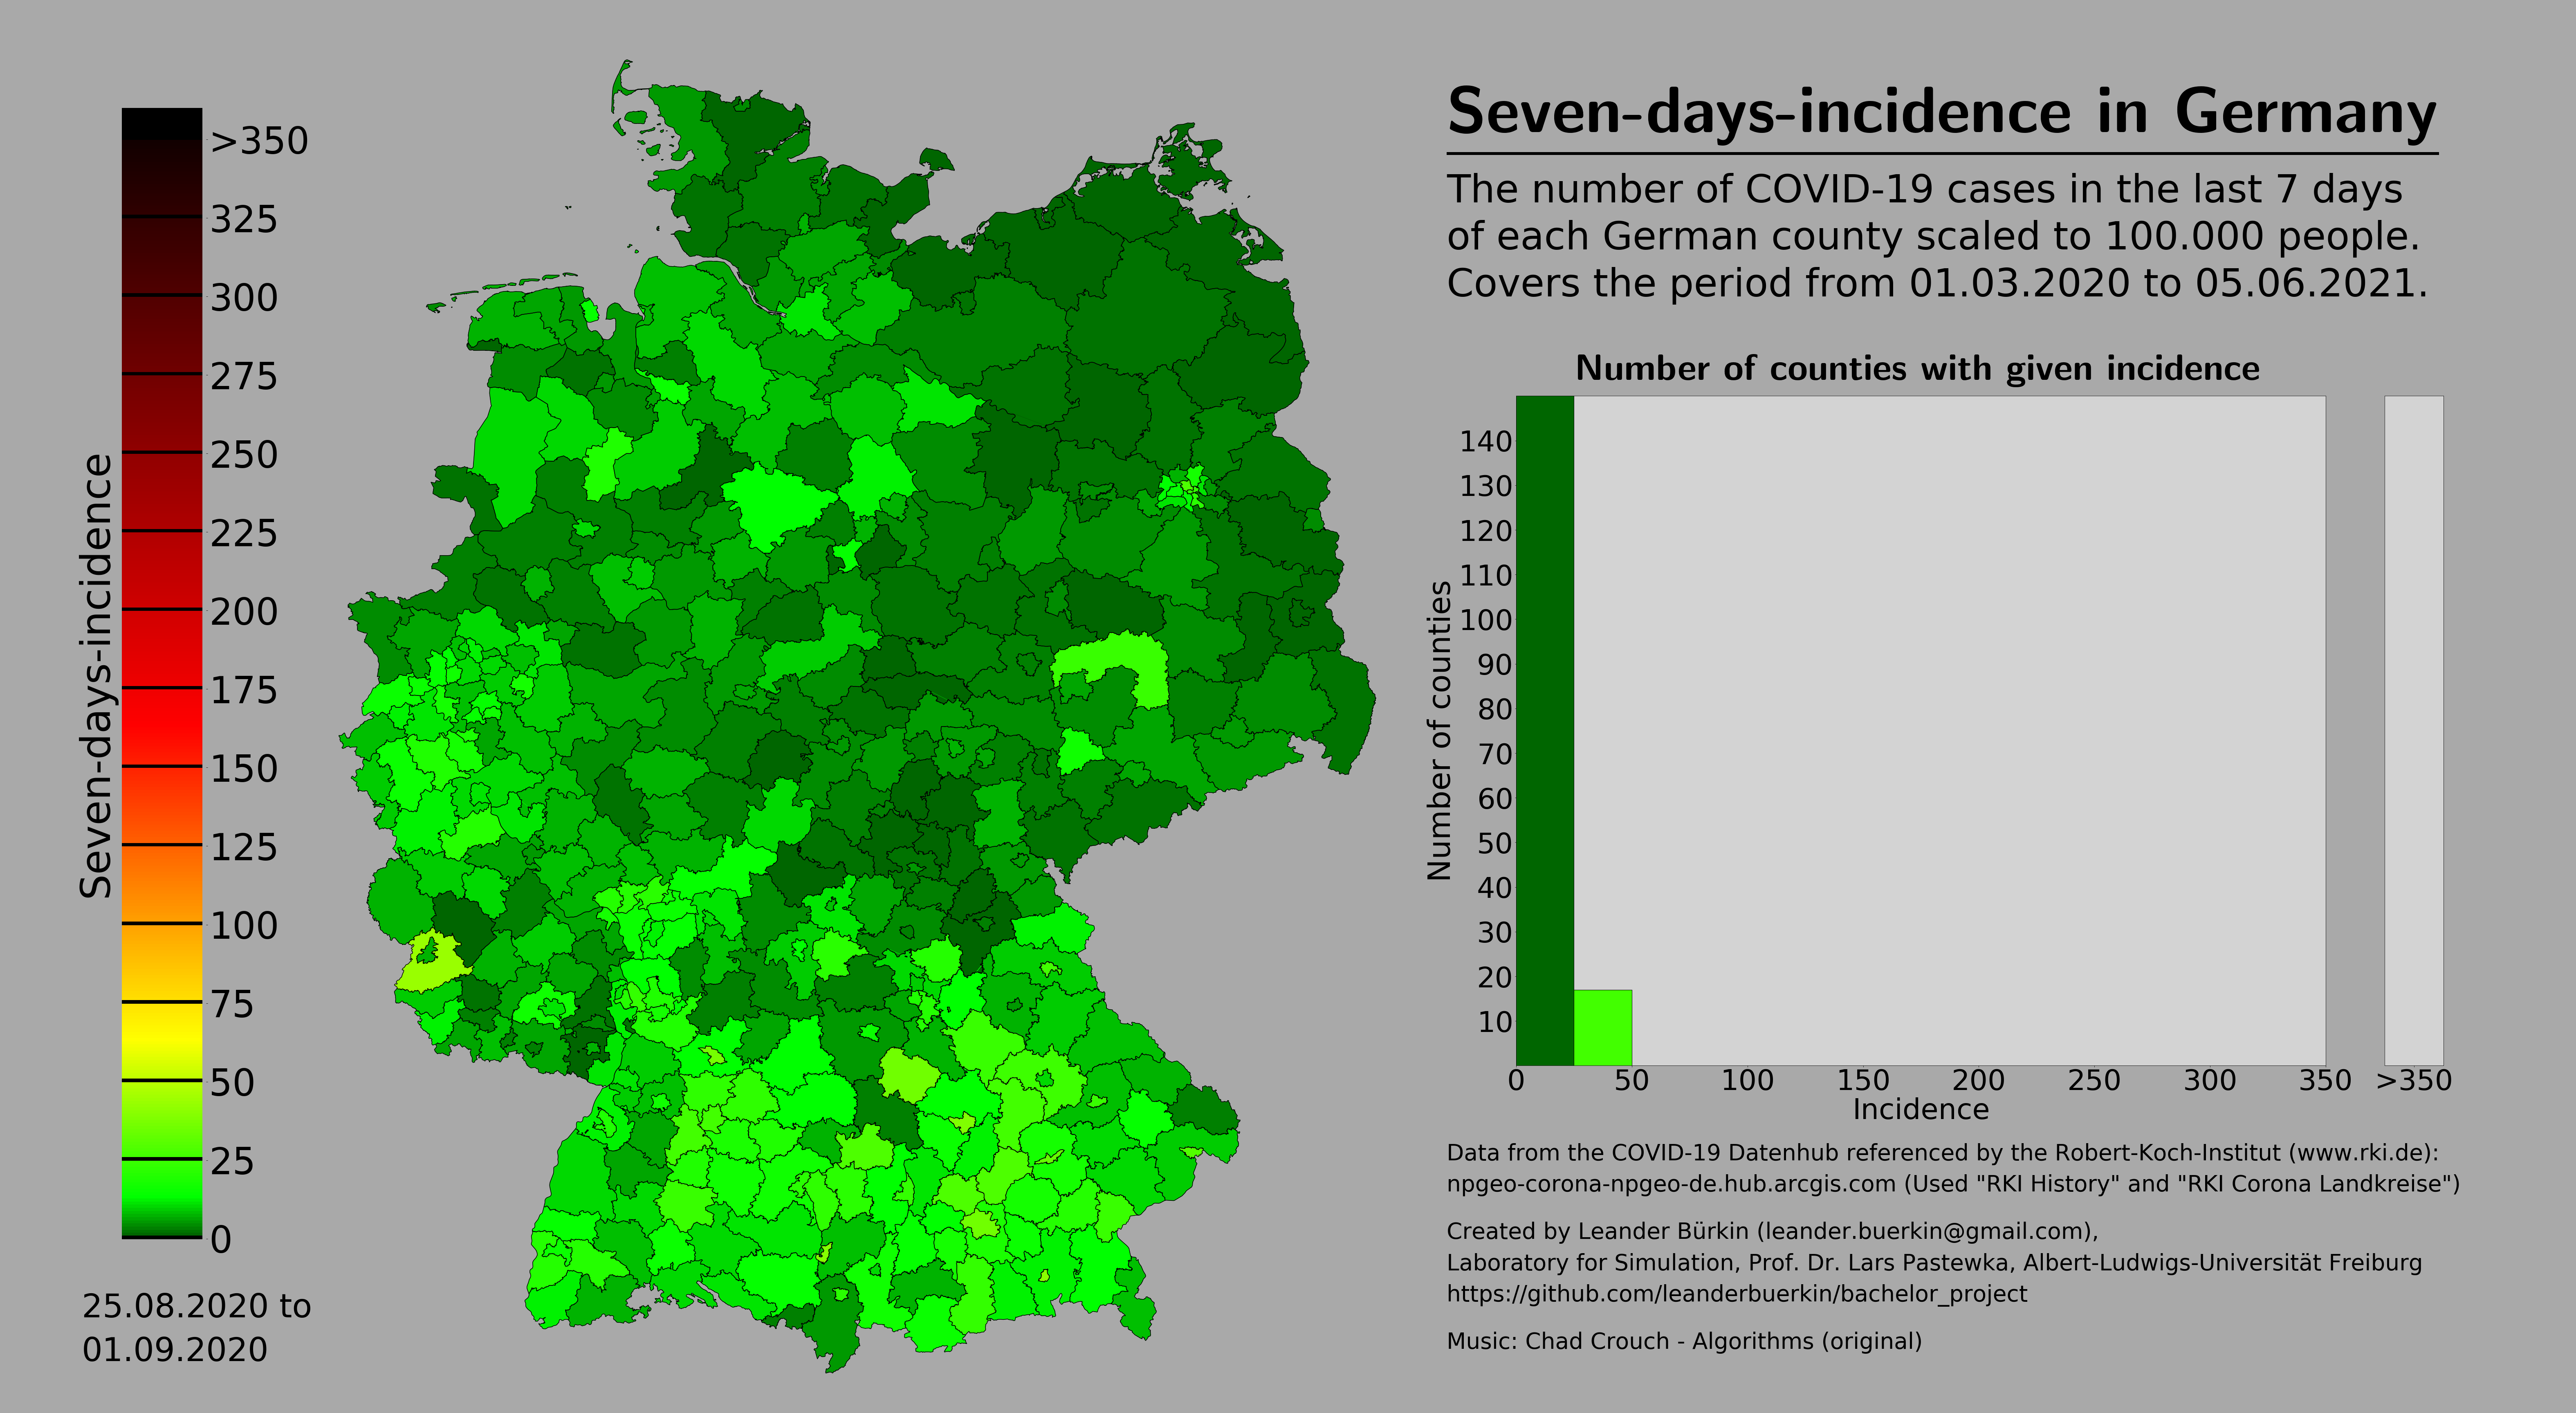 Seven-days-incidence in Germany
The number of COVID-19 cases in the last 7 days
of each German county scaled to 100.000 people.
Covers the period from 01.03.2020 to 05.06.2021.
Seven-days-incidence
>350
325
300
275
250
225
200
175
150
125
100
75
50
25
0
25.08.2020 to
01.09.2020
Number of counties with given incidence
Number of counties
140
130
120
110
100
90
80
70
60
50
40
30
20
10
0 50 100 150 200 250 300 350 >350
Incidence
Data from the COVID-19 Datenhub referenced by the Robert-Koch-Institut (www.rki.de):
npgeo-corona-npgeo-de.hub.arcgis.com (Used "RKI History" and "RKI Corona Landkreise")
Created by Leander Bürkin (leander.buerkin@gmail.com),
Laboratory for Simulation, Prof. Dr. Lars Pastewka, Albert-Ludwigs-Universität Freiburg
https://github.com/leanderbuerkin/bachelor_project
Music: Chad Crouch - Algorithms (original)